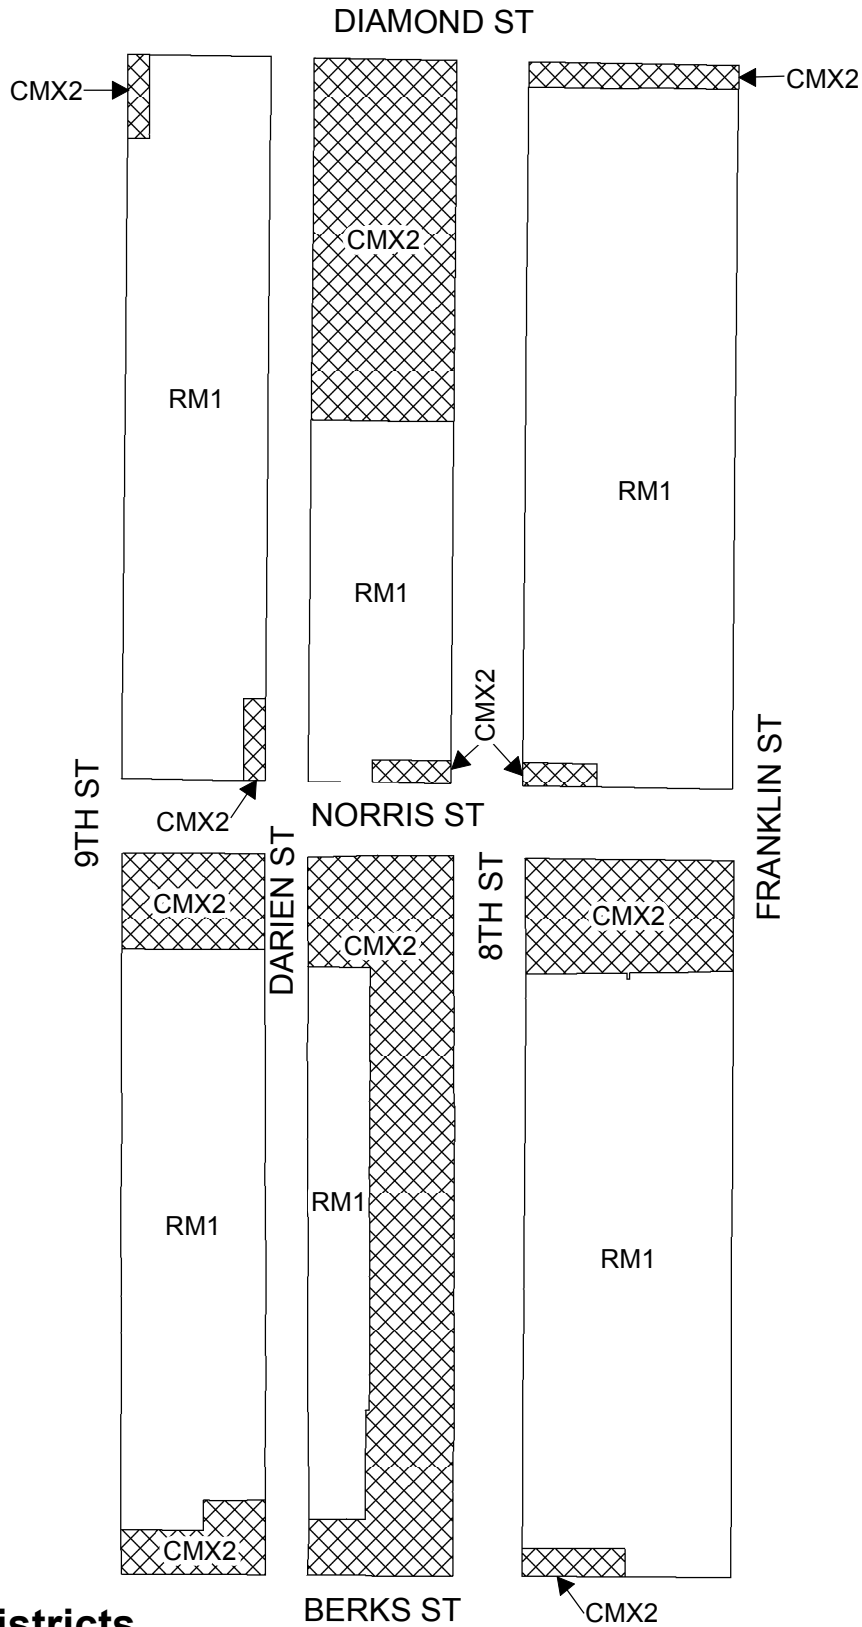 DIAMOND ST
CMX2
CMX2
CMX2
RM1
RM1
RM1
CMX2
9TH ST
CMX2
NORRIS ST
FRANKLIN ST
DARIEN ST
8TH ST
CMX2
CMX2
CMX2
RM1
RM1
RM1
CMX2
BERKS ST
CMX2
istricts